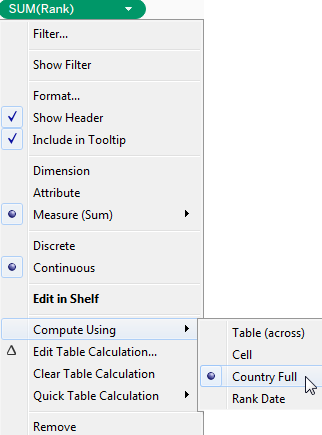 SUM(Rank)
Filter...
Show Filter
Format...
Show Header
Include in Tooltip
Dimension
Attribute
Measure (Sum)
Discrete
Continuous
Edit in Shelf
Compute Using
Edit Table Calculation...
Clear Table Calculation
Quick Table Calculation
Remove
Table (across)
Cell
Country Full
Rank Date